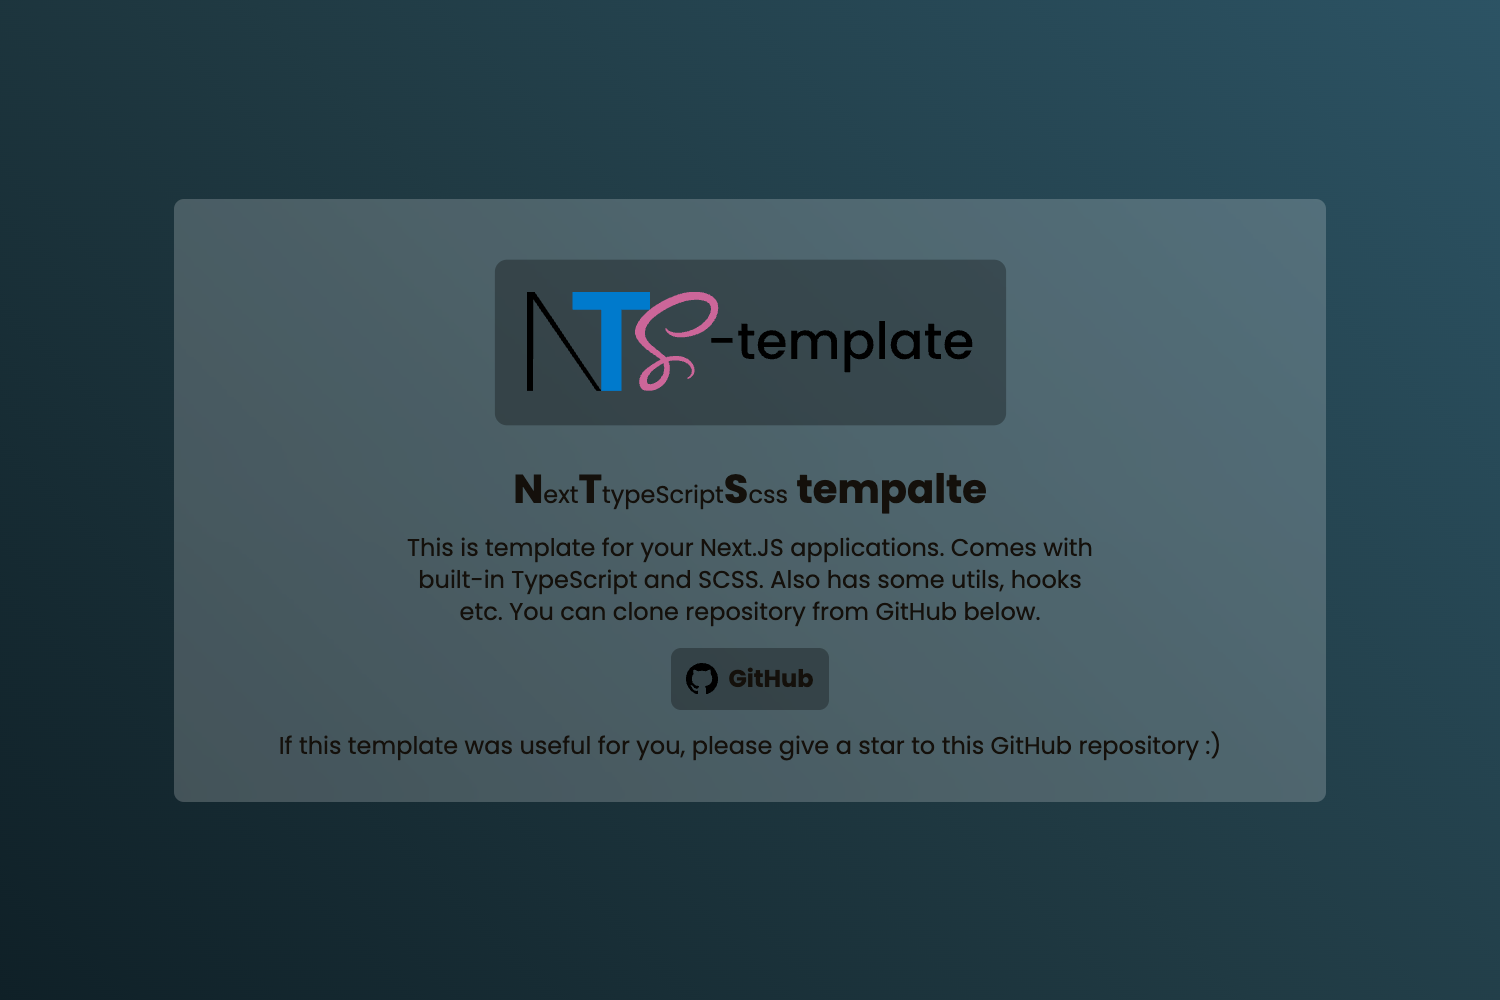 NTS-template
NextTtypeScriptScss tempalte
This is template for your Next.JS applications. Comes with
built-in TypeScript and SCSS. Also has some utils, hooks
etc. You can clone repository from GitHub below.
GitHub
If this template was useful for you, please give a star to this GitHub repository :)